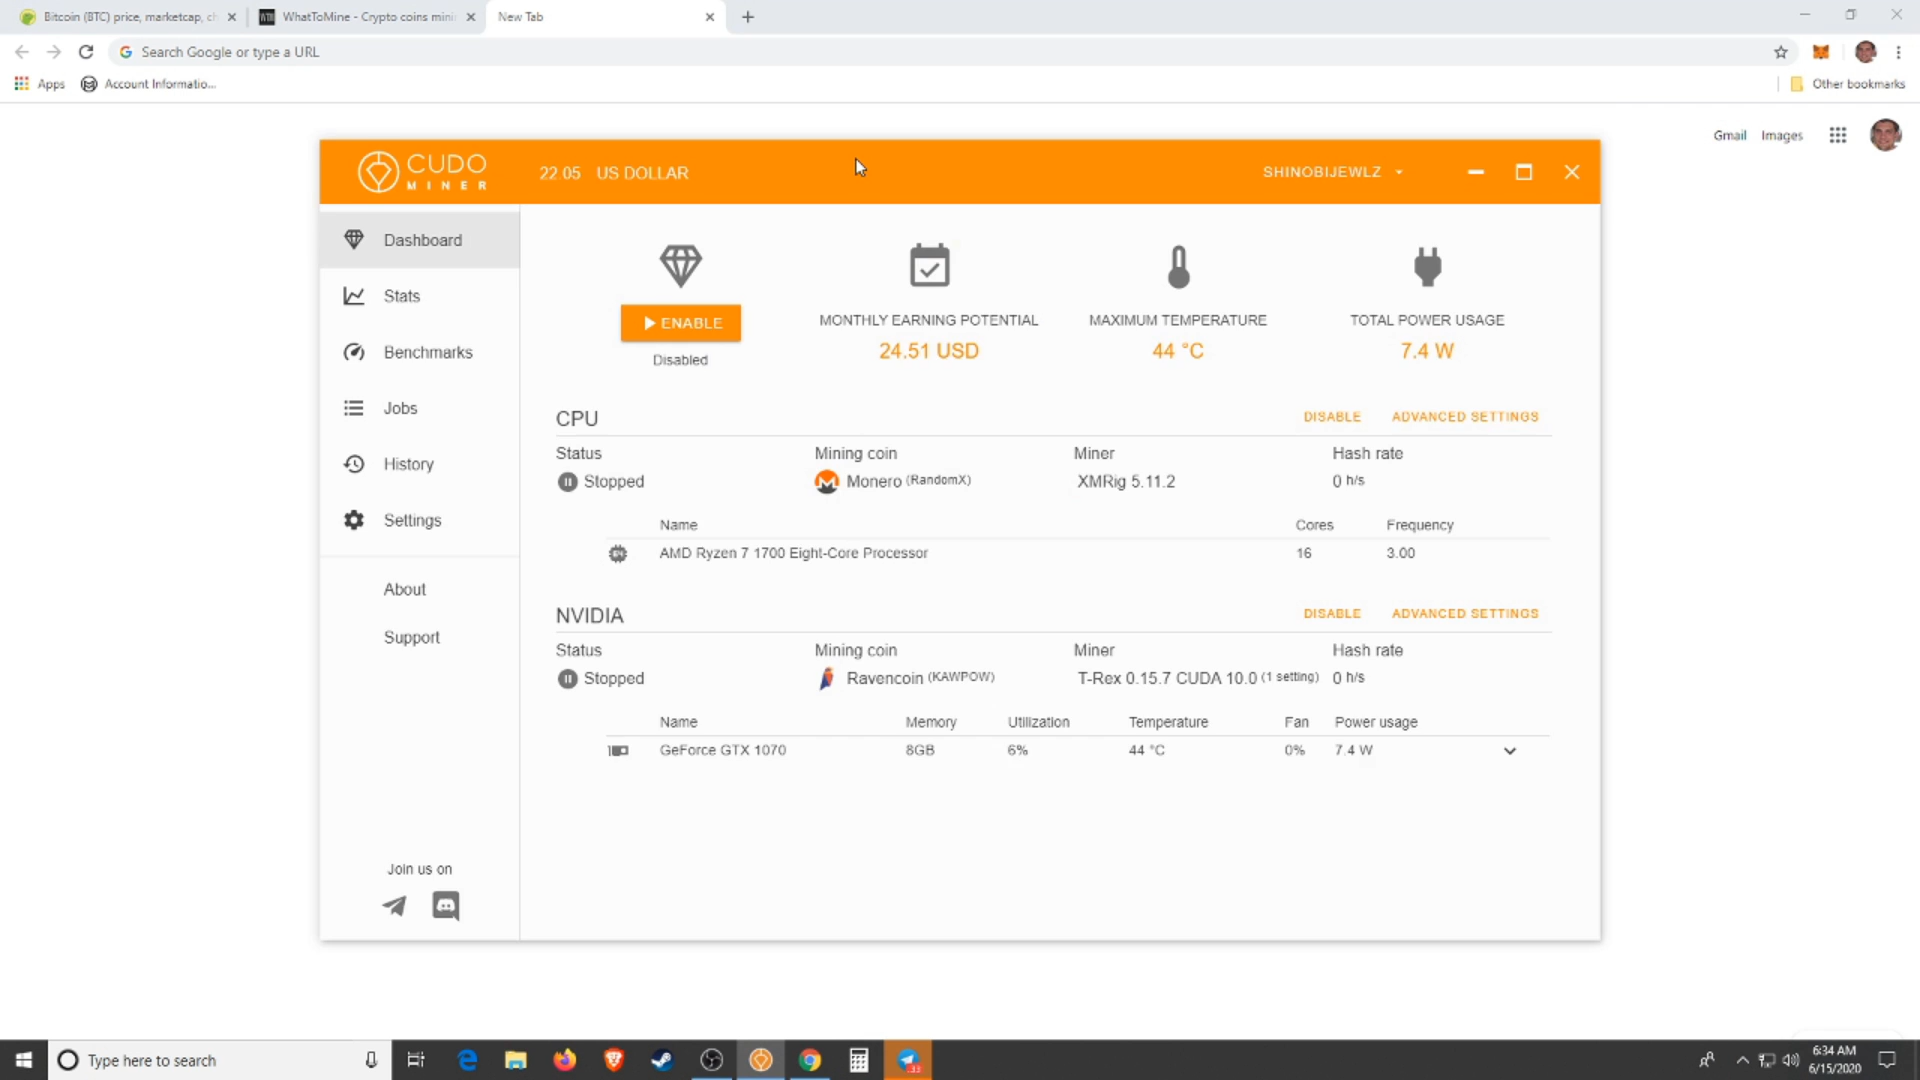 Bitcoin (BTC) price, marketcap, ch
WhatToMine - Crypto coins mini
New Tab
Search Google or type a URL
Apps
Account Informatio...
Other bookmarks
Gmail
Images
CUDO
MINER
22.05 US DOLLAR
SHINOBIJEWLZ
Dashboard
Stats
Benchmarks
Jobs
History
Settings
About
Support
Join us on
ENABLE
Disabled
MONTHLY EARNING POTENTIAL
24.51 USD
MAXIMUM TEMPERATURE
44 °C
TOTAL POWER USAGE
7.4 W
CPU
DISABLE
ADVANCED SETTINGS
Status
Mining coin
Miner
Hash rate
Stopped
Monero (RandomX)
XMRig 5.11.2
0 h/s
Name
Cores
Frequency
AMD Ryzen 7 1700 Eight-Core Processor
16
3.00
NVIDIA
DISABLE
ADVANCED SETTINGS
Status
Mining coin
Miner
Hash rate
Stopped
Ravencoin (KAWPOW)
T-Rex 0.15.7 CUDA 10.0 (1 setting)
0 h/s
Name
Memory
Utilization
Temperature
Fan
Power usage
GeForce GTX 1070
8GB
6%
44 °C
0%
7.4 W
Type here to search
6:34 AM
6/15/2020